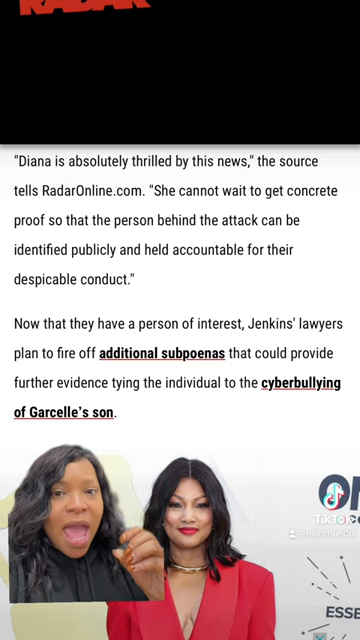 RADAR
"Diana is absolutely thrilled by this news," the source
tells RadarOnline.com. "She cannot wait to get concrete
proof so that the person behind the attack can be
identified publicly and held accountable for their
despicable conduct."
Now that they have a person of interest, Jenkins' lawyers
plan to fire off additional subpoenas that could provide
further evidence tying the individual to the cyberbullying
of Garcelle's son.
TikTok
ESSE